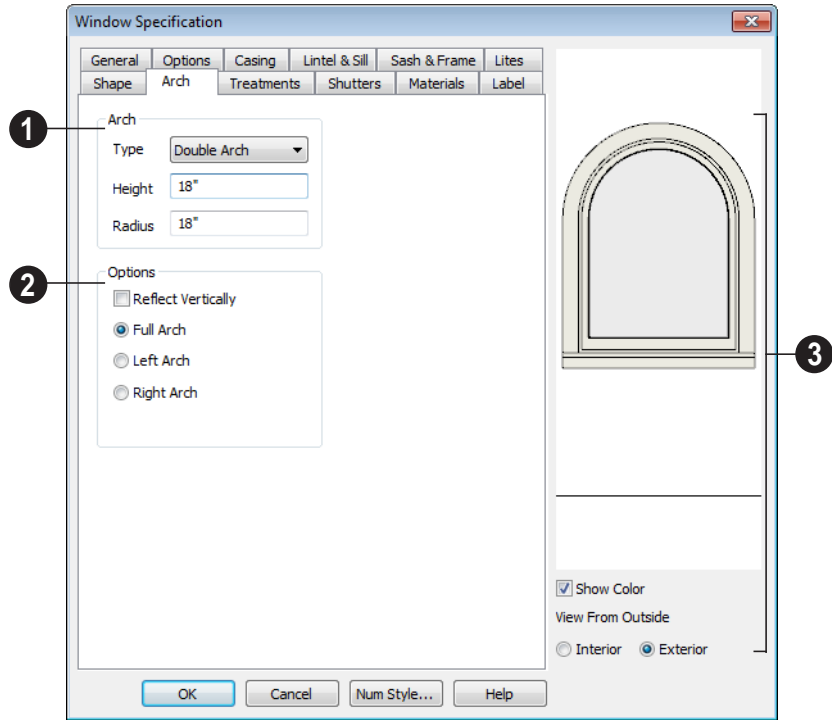 Window Specification
General Options Casing Lintel & Sill Sash & Frame Lites
Shape Arch Treatments Shutters Materials Label
1
Arch
Type Double Arch
Height 18"
Radius 18"
2
Options
Reflect Vertically
Full Arch
Left Arch
Right Arch
3
Show Color
View From Outside
Interior Exterior
OK Cancel Num Style... Help